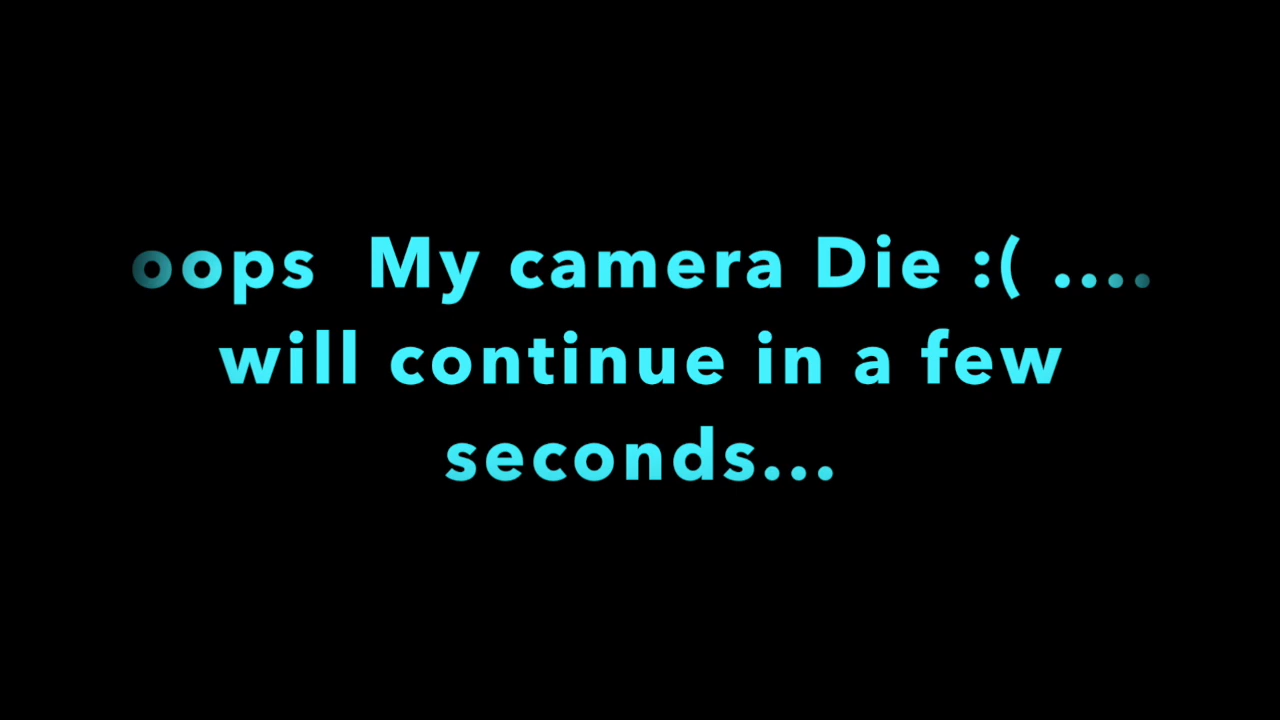 oops My camera Die :( ....
will continue in a few
seconds...